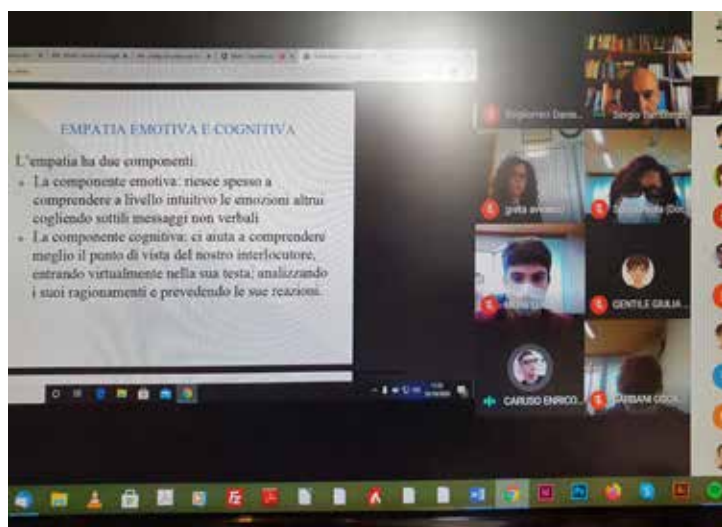 EMPATIA EMOTIVA E COGNITIVA
L'empatia ha due componenti:
La componente emotiva: riesce spesso a
comprendere a livello intuitivo le emozioni altrui
cogliendo sottili messaggi non verbali
La componente cognitiva: ci aiuta a comprendere
meglio il punto di vista del nostro interlocutore,
entrando virtualmente nella sua testa; analizzando
i suoi ragionamenti e prevedendo le sue reazioni.
Sergio
greta
(Doc
GENTILE GIULIA ...
CARUSO ENRICO...